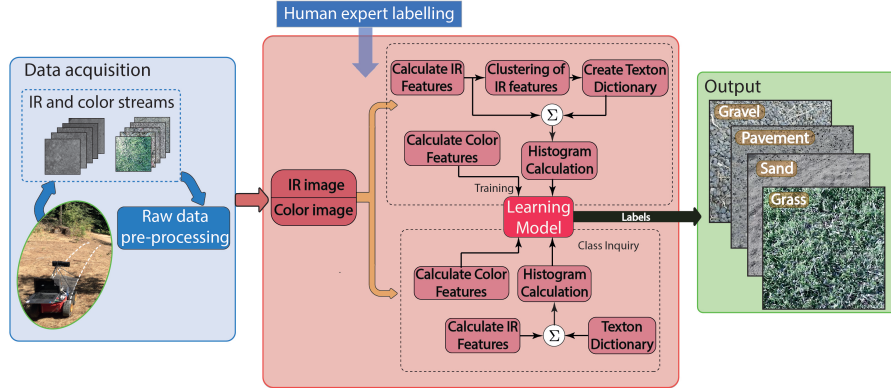 Human expert labelling
Data acquisition
IR and color streams
Raw data
pre-processing
IR image
Color image
Calculate IR
Features
Clustering of
IR features
Create Texton
Dictionary
Σ
Calculate Color
Features
Histogram
Calculation
Training
Learning
Model
Labels
Class Inquiry
Calculate Color
Features
Histogram
Calculation
Calculate IR
Features
Σ
Texton
Dictionary
Output
Gravel
Pavement
Sand
Grass